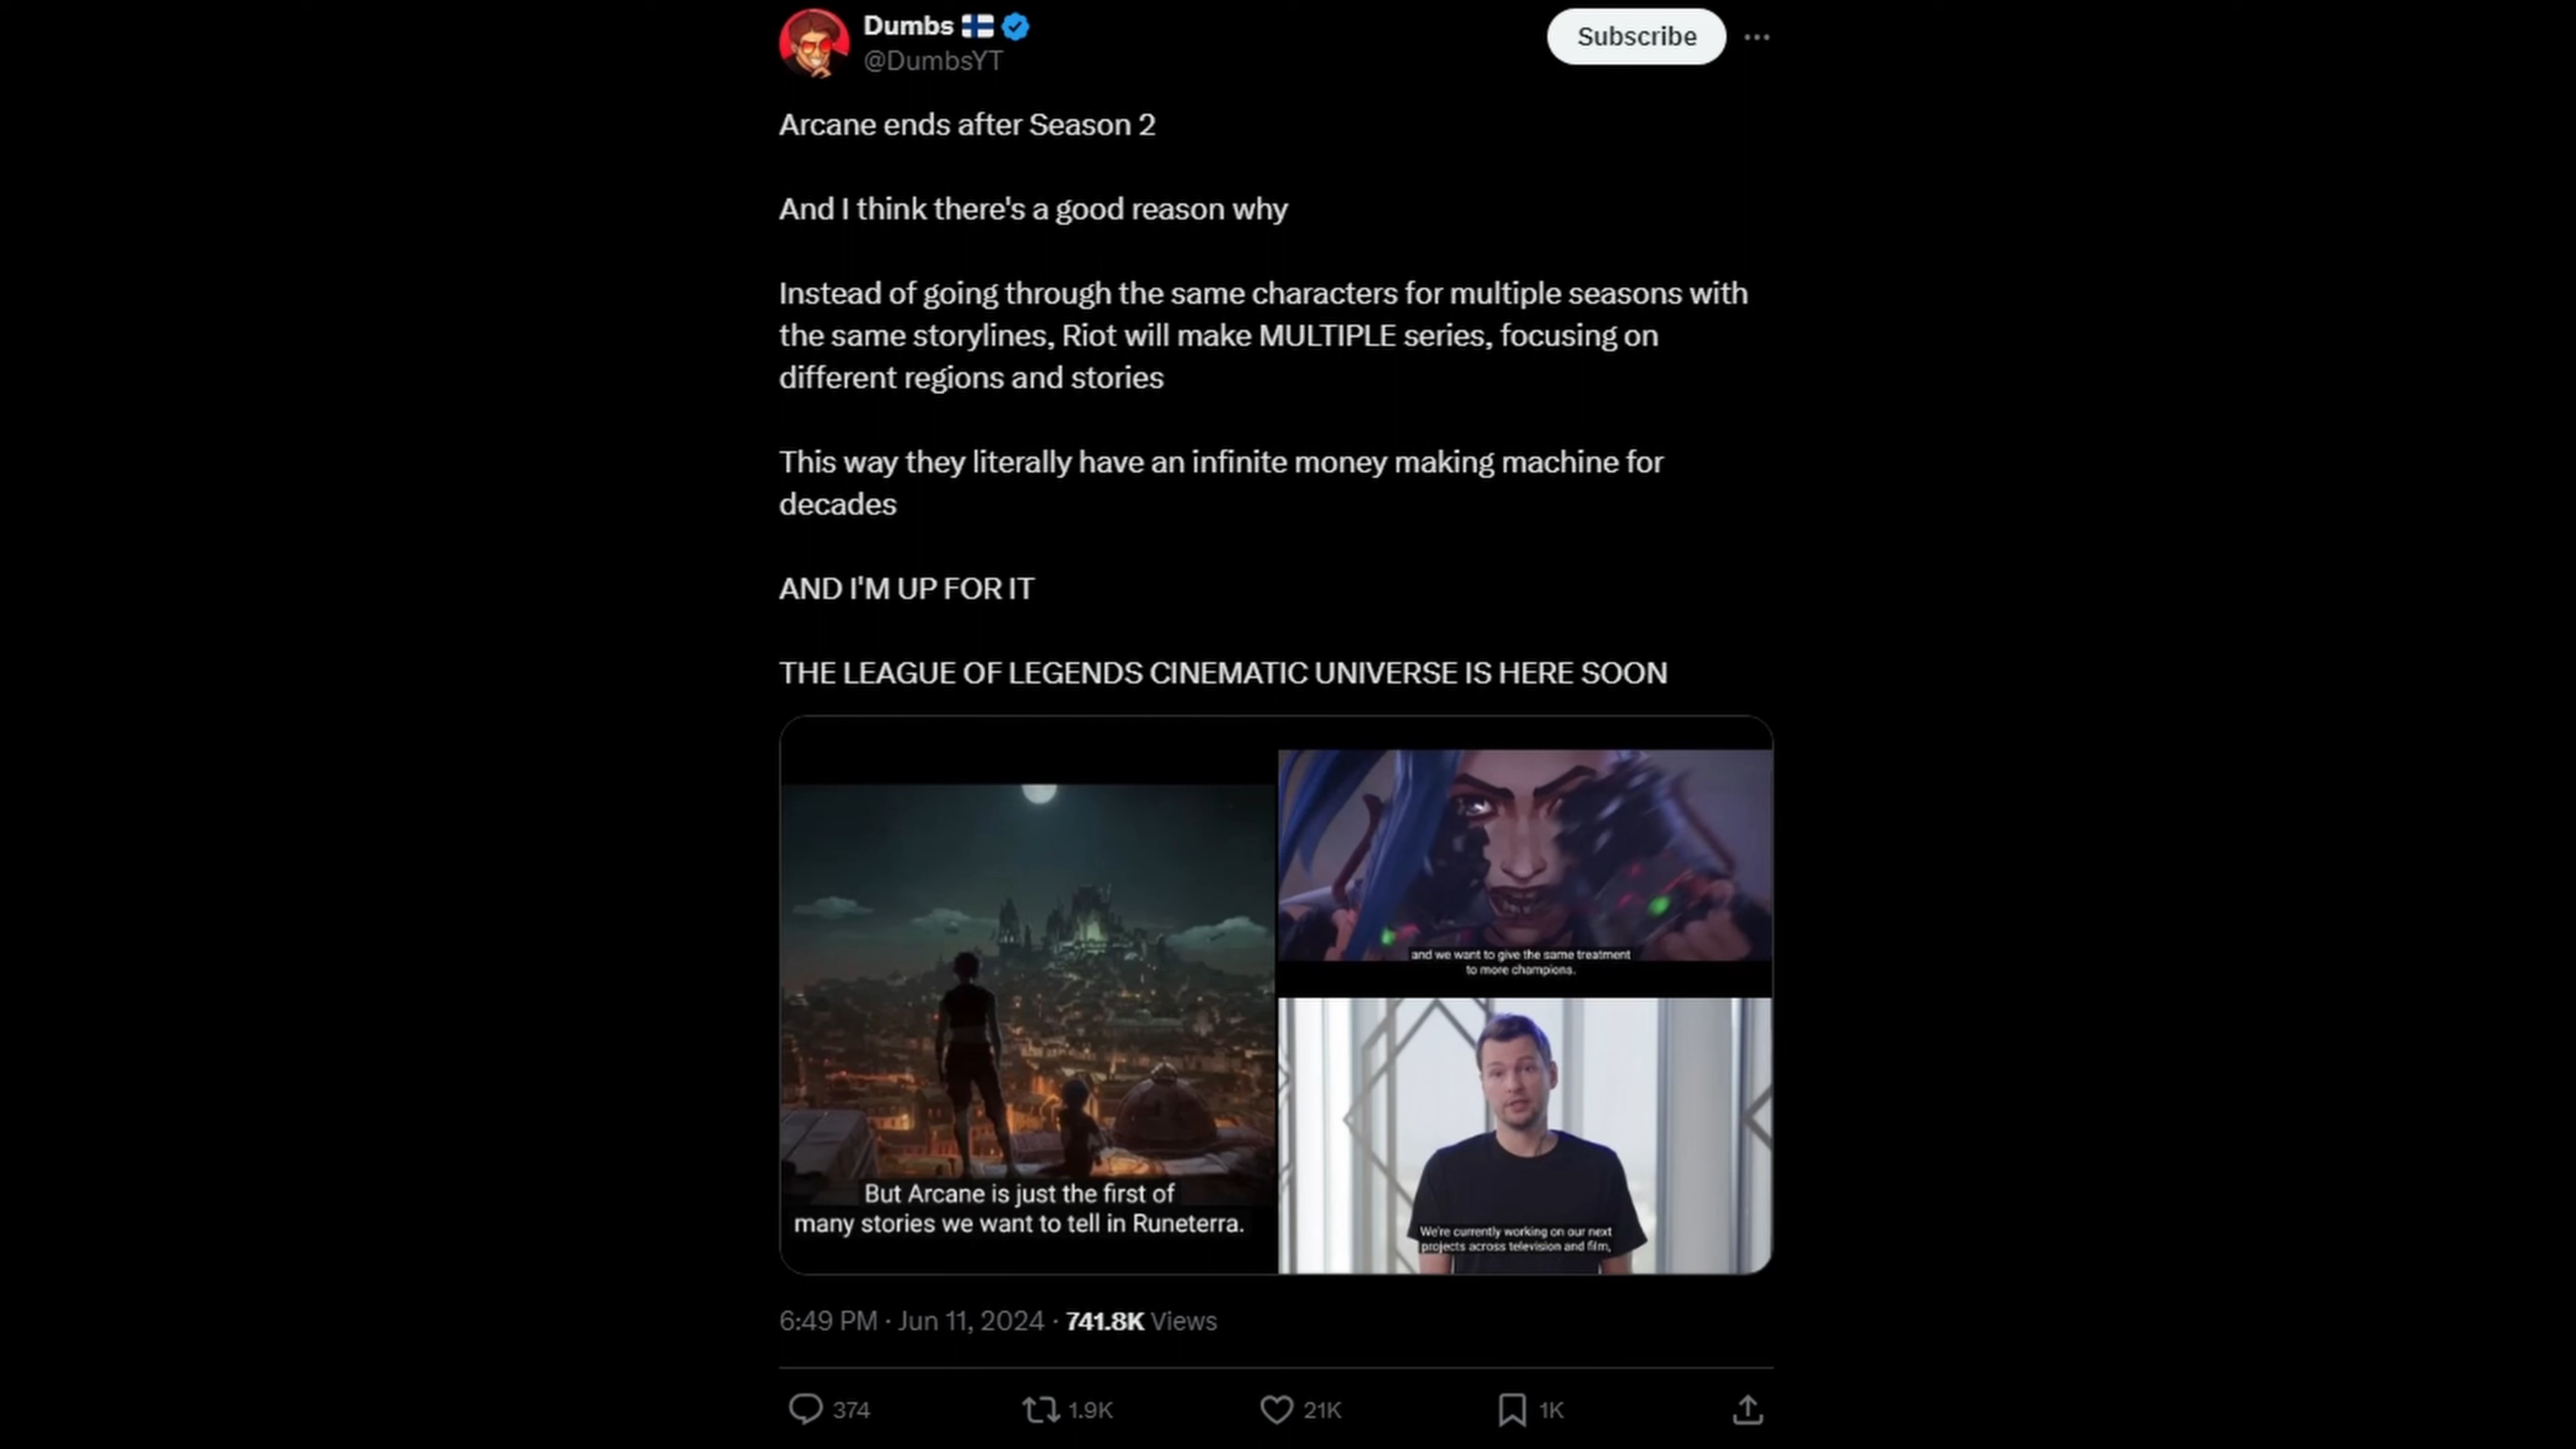 Dumbs
@DumbsYT
Subscribe
Arcane ends after Season 2
And I think there's a good reason why
Instead of going through the same characters for multiple seasons with
the same storylines, Riot will make MULTIPLE series, focusing on
different regions and stories
This way they literally have an infinite money making machine for
decades
AND I'M UP FOR IT
THE LEAGUE OF LEGENDS CINEMATIC UNIVERSE IS HERE SOON
But Arcane is just the first of
many stories we want to tell in Runeterra.
and we want to give the same treatment
to more champions.
We're currently working on our next
projects across television and film,
6:49 PM · Jun 11, 2024 · 741.8K Views
374 1.9K 21K 1K